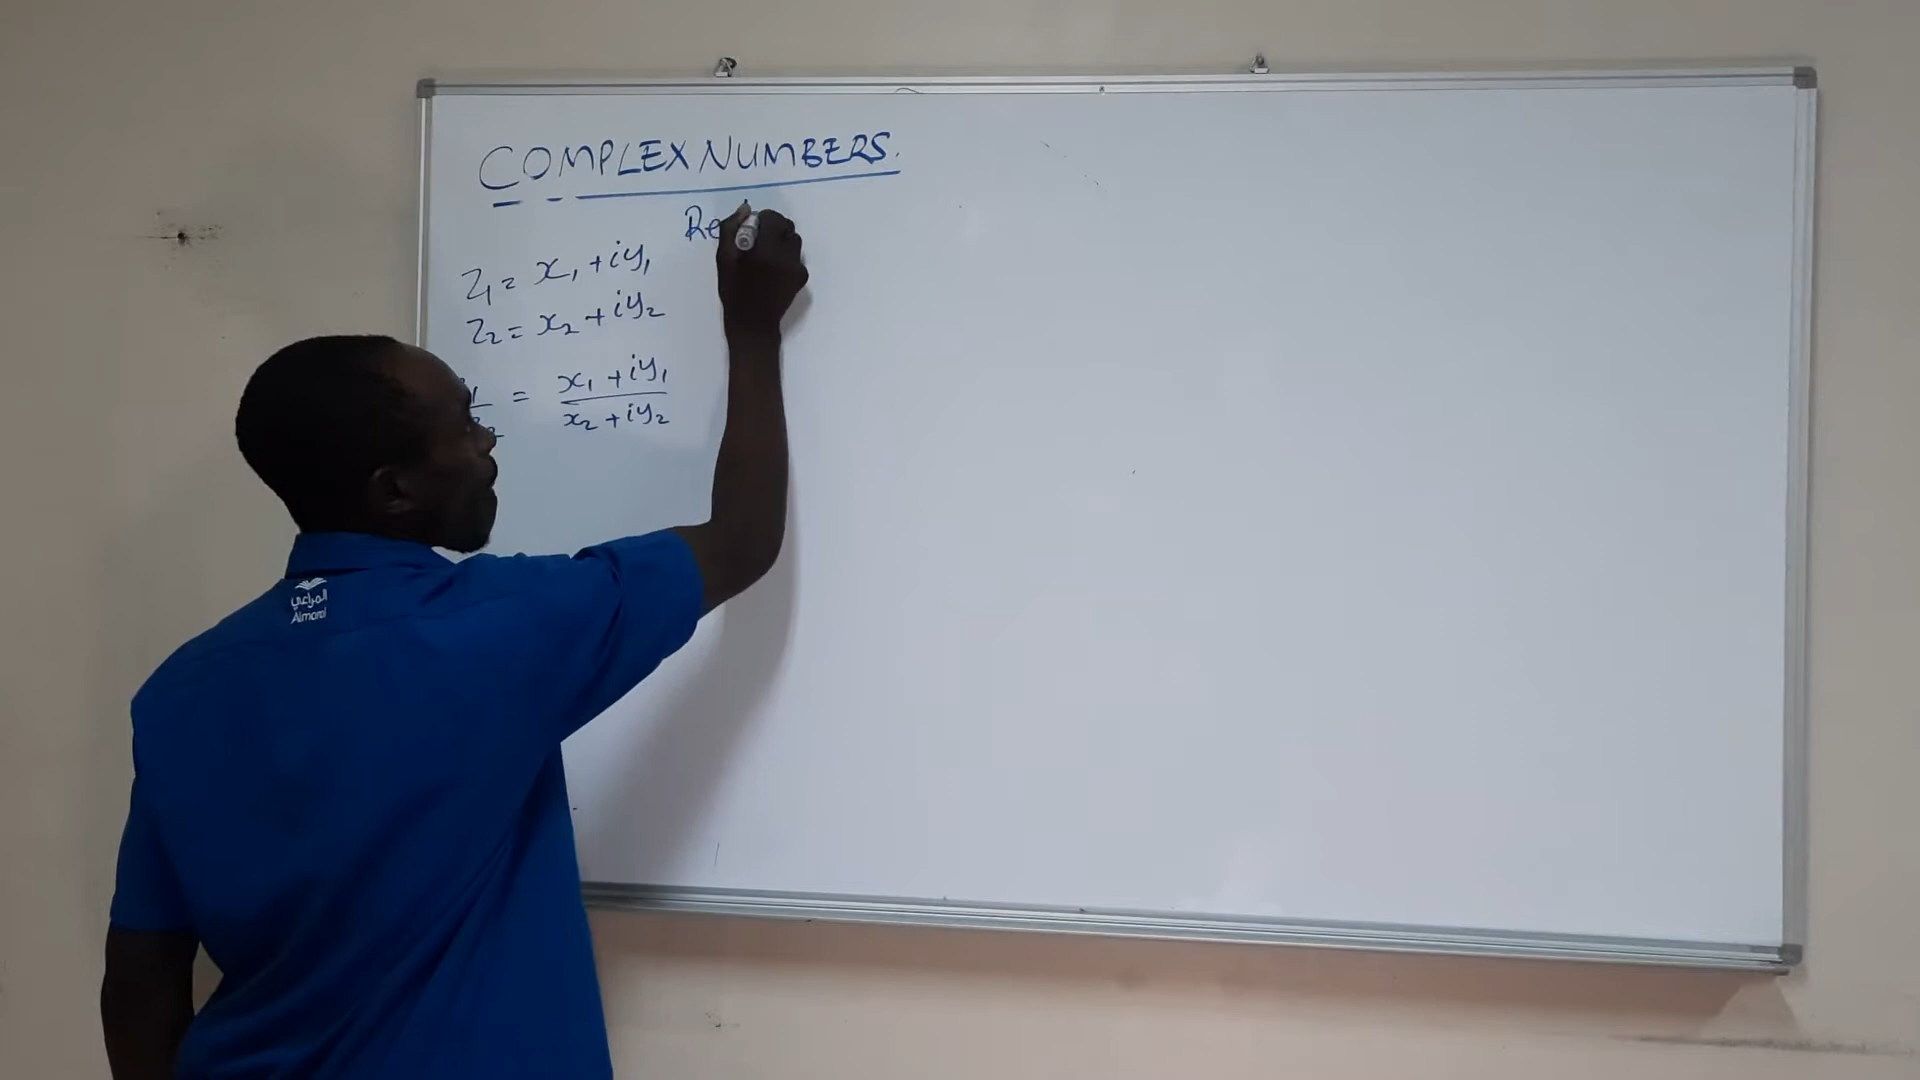 COMPLEX NUMBERS.
Re
Z₁ = x₁ + iy₁
Z₂ = x₂ + iy₂
= x₁ + iy₁
x₂ + iy₂
المراعي
Almarai